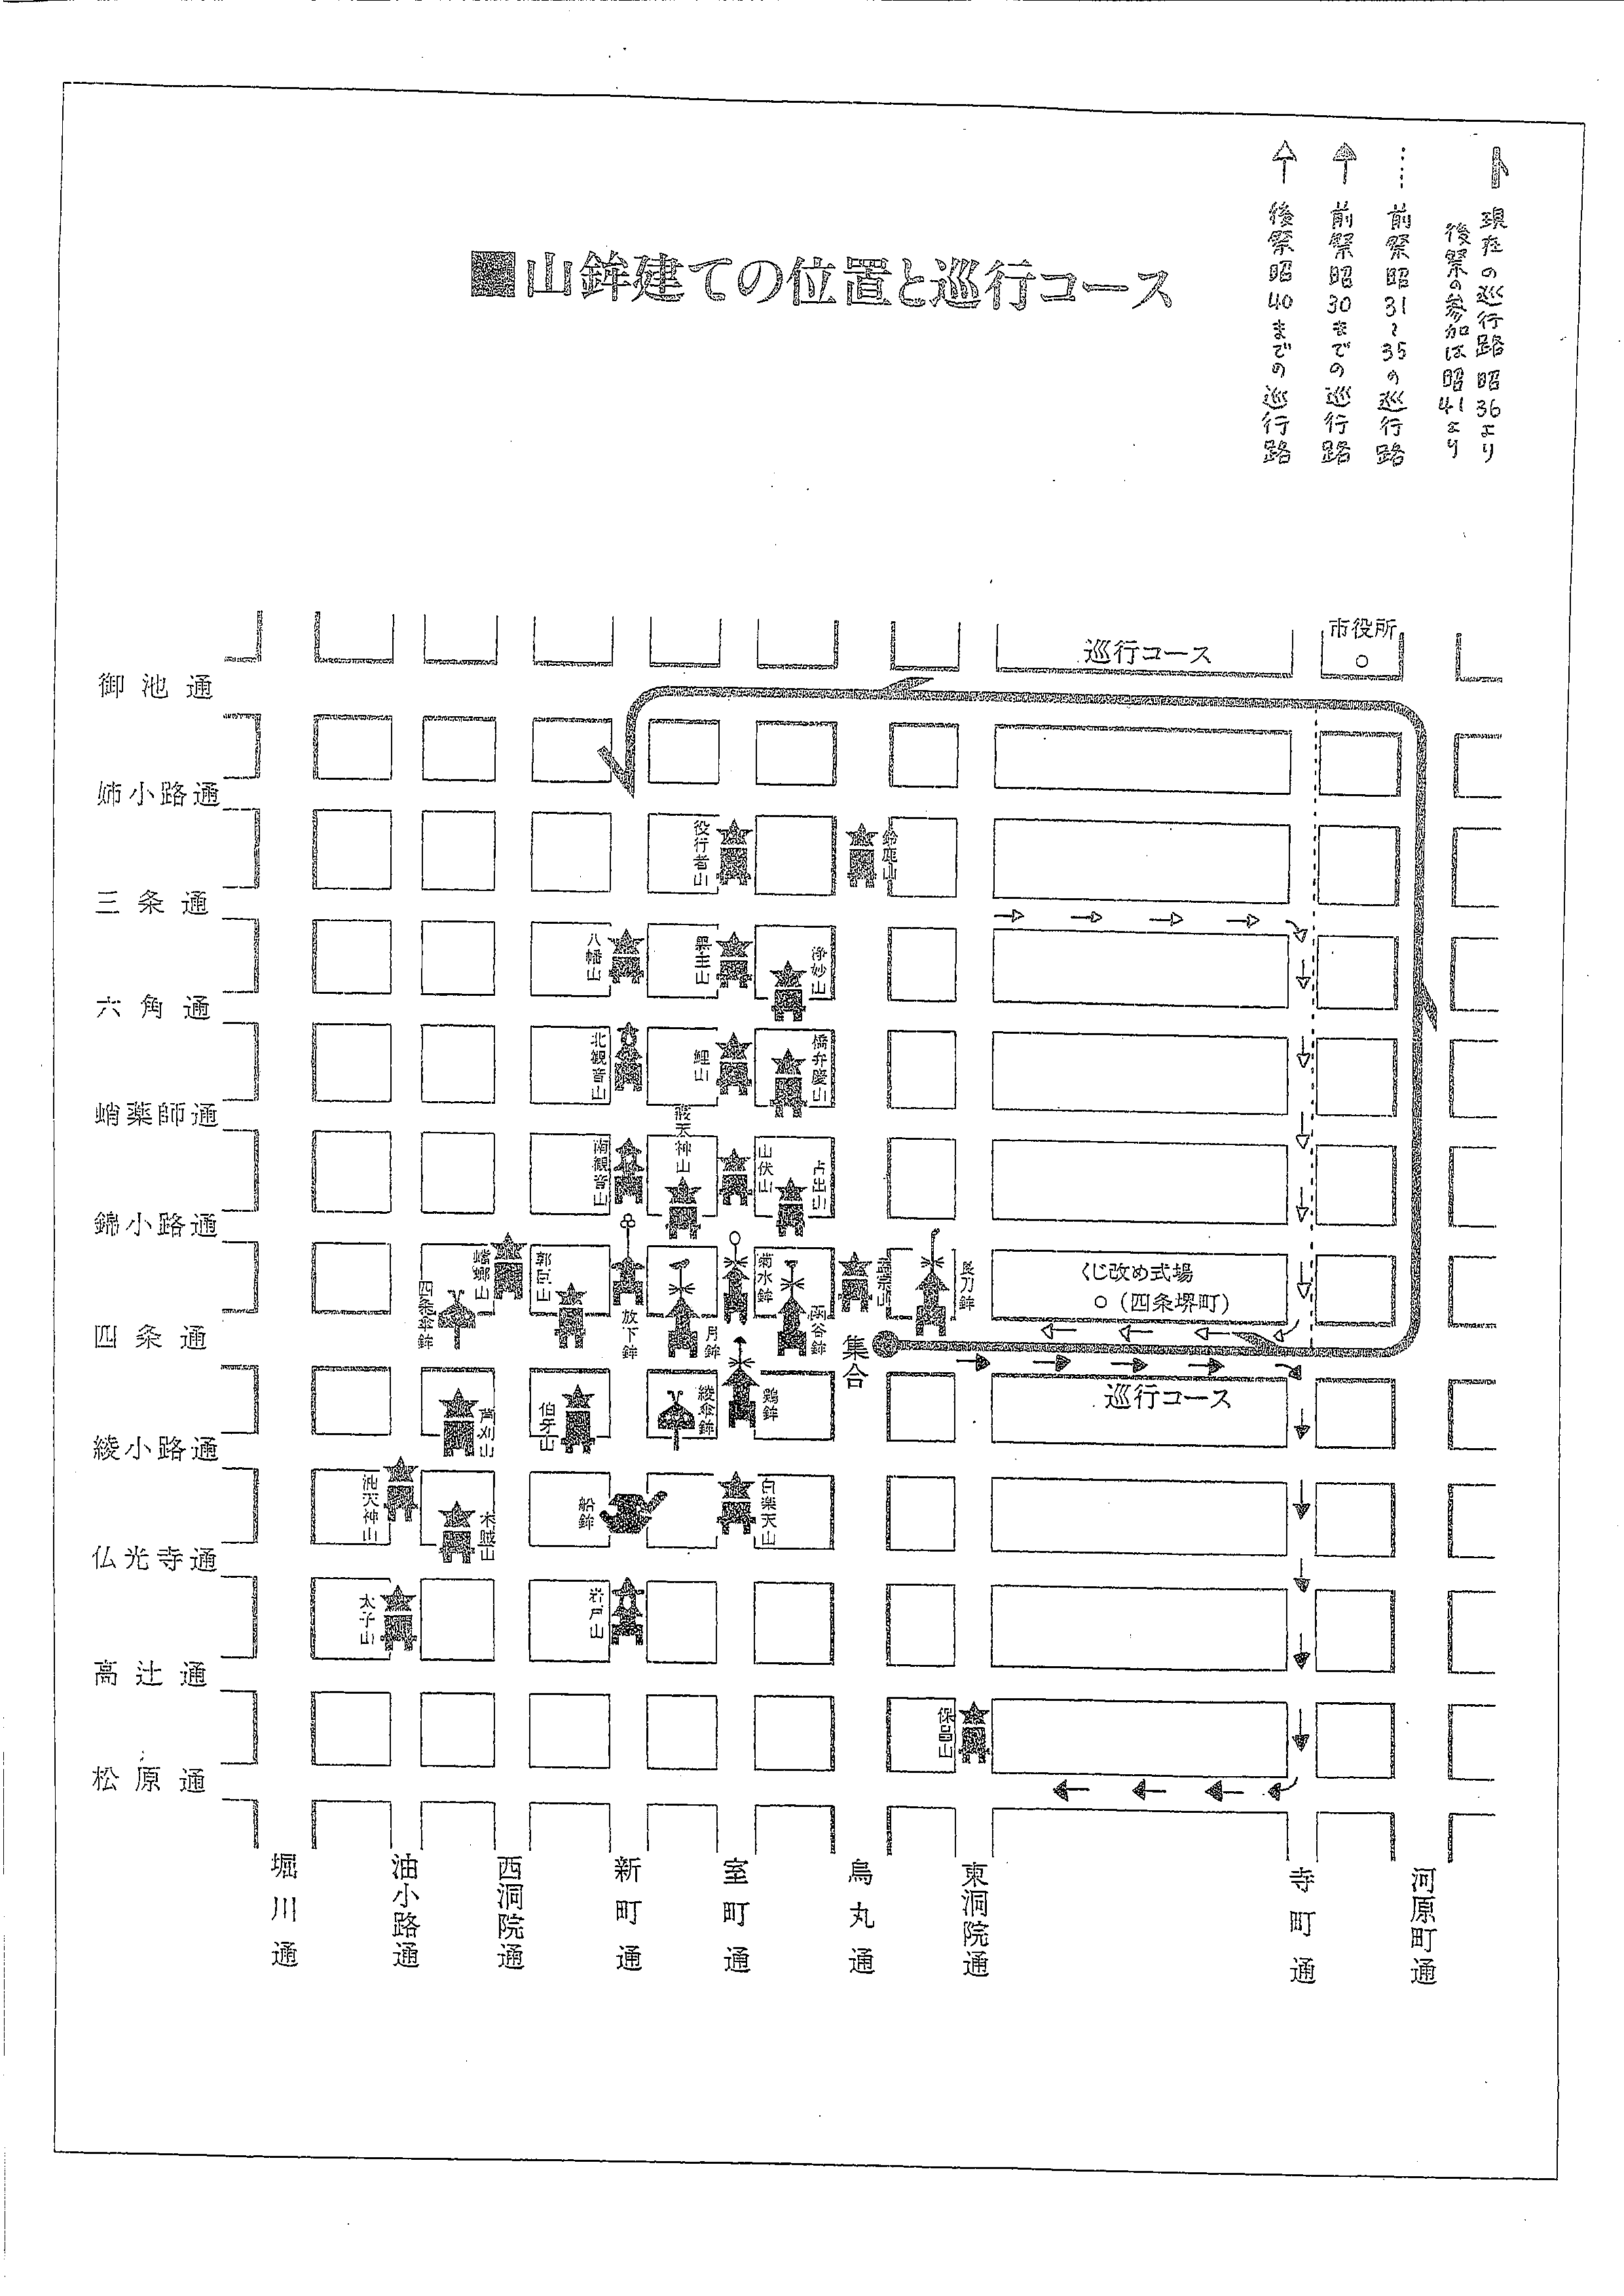 現在の巡行路 昭36より
後祭の参加は昭41より
前祭昭31~35の巡行路
前祭昭30までの巡行路
後祭昭40までの巡行路
■山鉾建ての位置と巡行コース
市役所
巡行コース
御池通
姉小路通
役行者山
鈴鹿山
三条通
八幡山
黒主山
浄妙山
六角通
北観音山
鯉山
橋弁慶山
蛸薬師通
南観音山
霰天神山
山伏山
占出山
錦小路通
四条傘鉾
蟷螂山
郭巨山
放下鉾
月鉾
菊水鉾
函谷鉾
孟宗山
長刀鉾
くじ改め式場
(四条堺町)
四条通
集合
巡行コース
芦刈山
伯牙山
綾傘鉾
鶏鉾
綾小路通
油天神山
木賊山
船鉾
白楽天山
仏光寺通
太子山
岩戸山
高辻通
保昌山
松原通
堀川通
油小路通
西洞院通
新町通
室町通
烏丸通
東洞院通
寺町通
河原町通